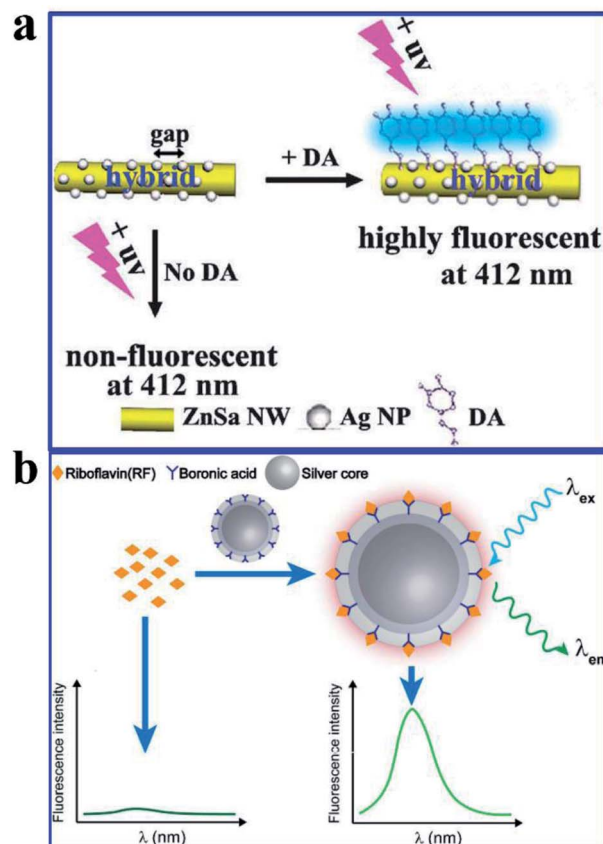 a
+ uv
gap
hybrid
+ DA
hybrid
+ uv
No DA
highly fluorescent
at 412 nm
non-fluorescent
at 412 nm
ZnSa NW
Ag NP
DA
b
Riboflavin(RF)
Boronic acid
Silver core
λex
λem
Fluorescence intensity
λ (nm)
Fluorescence intensity
λ (nm)